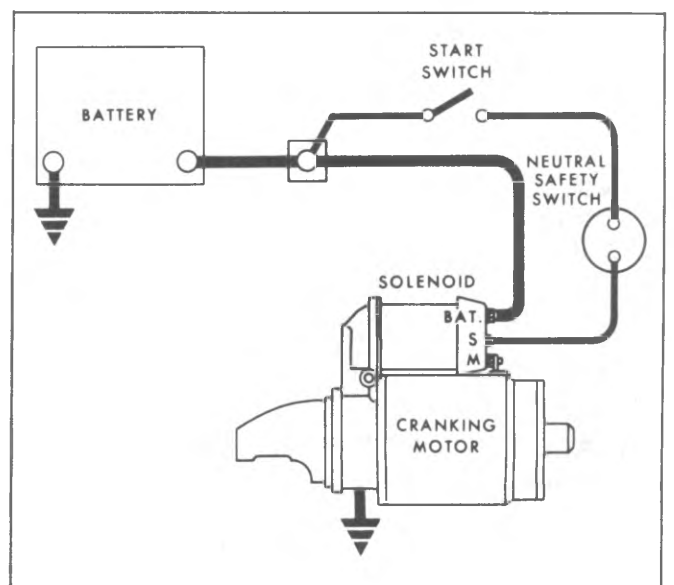 START
SWITCH
BATTERY
NEUTRAL
SAFETY
SWITCH
SOLENOID
BAT.
S
M
CRANKING
MOTOR